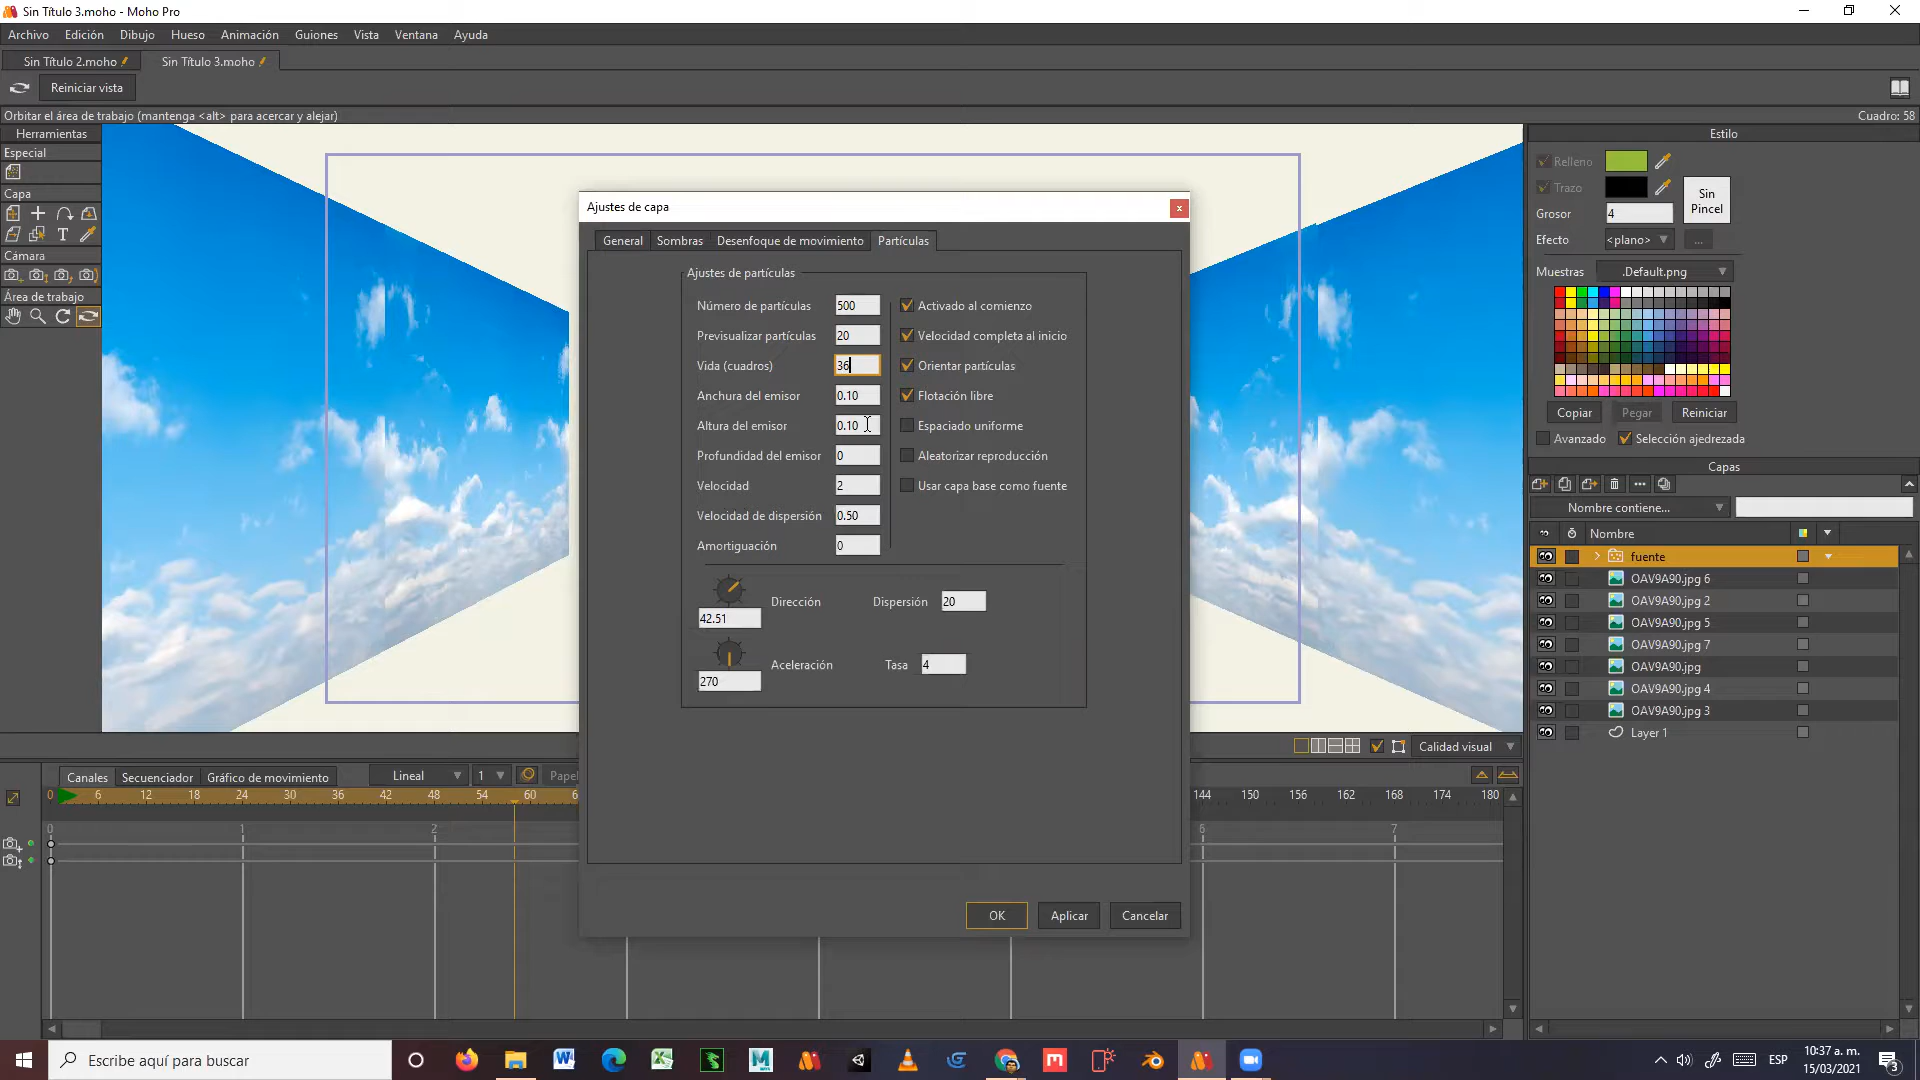 Sin Título 3.moho - Moho Pro
Archivo Edición Dibujo Hueso Animación Guiones Vista Ventana Ayuda
Sin Título 2.moho Sin Título 3.moho
Reiniciar vista
Orbitar el área de trabajo (mantenga <alt> para acercar y alejar) Cuadro: 58
Herramientas
Especial
Capa
Cámara
Área de trabajo
Ajustes de capa
General Sombras Desenfoque de movimiento Partículas
Ajustes de partículas
Número de partículas 500 Activado al comienzo
Previsualizar partículas 20 Velocidad completa al inicio
Vida (cuadros) 36 Orientar partículas
Anchura del emisor 0.10 Flotación libre
Altura del emisor 0.10 Espaciado uniforme
Profundidad del emisor 0 Aleatorizar reproducción
Velocidad 2 Usar capa base como fuente
Velocidad de dispersión 0.50
Amortiguación 0
42.51 Dirección Dispersión 20
270 Aceleración Tasa 4
OK Aplicar Cancelar
Estilo
Relleno
Trazo
Sin
Pincel
Grosor 4
Efecto <plano> ...
Muestras .Default.png
Copiar Pegar Reiniciar
Avanzado Selección ajedrezada
Capas
Nombre contiene...
Nombre
fuente
OAV9A90.jpg 6
OAV9A90.jpg 2
OAV9A90.jpg 5
OAV9A90.jpg 7
OAV9A90.jpg
OAV9A90.jpg 4
OAV9A90.jpg 3
Layer 1
Calidad visual
Canales Secuenciador Gráfico de movimiento Lineal 1 Papel
0 6 12 18 24 30 36 42 48 54 60 144 150 156 162 168 174 180
0 1 2 6 7
Escribe aquí para buscar
ESP
10:37 a. m.
15/03/2021
3